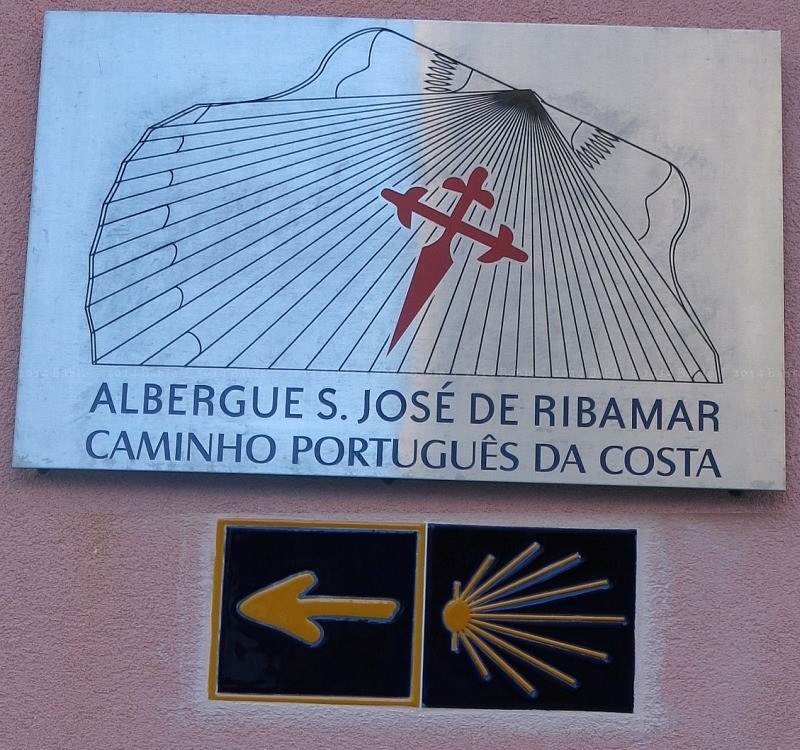 ALBERGUE S. JOSÉ DE RIBAMAR
CAMINHO PORTUGUÊS DA COSTA